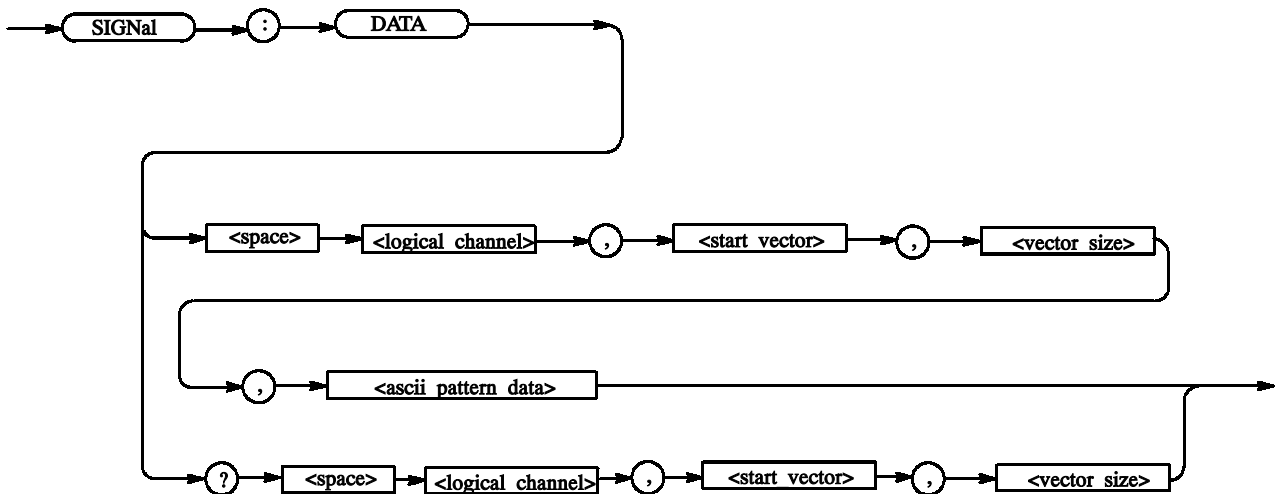 SIGNal : DATA
<space> <logical channel> , <start vector> , <vector size>
, <ascii pattern data>
? <space> <logical channel> , <start vector> , <vector size>